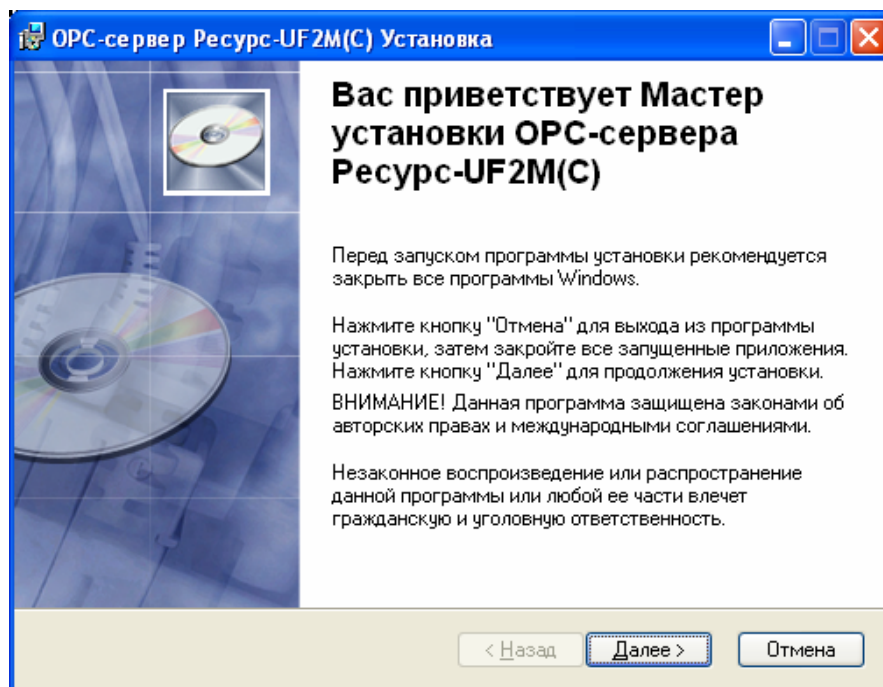 OPC-сервер Ресурс-UF2M(C) Установка
Вас приветствует Мастер
установки OPC-сервера
Ресурс-UF2M(C)
Перед запуском программы установки рекомендуется
закрыть все программы Windows.
Нажмите кнопку "Отмена" для выхода из программы
установки, затем закройте все запущенные приложения.
Нажмите кнопку "Далее" для продолжения установки.
ВНИМАНИЕ! Данная программа защищена законами об
авторских правах и международными соглашениями.
Незаконное воспроизведение или распространение
данной программы или любой ее части влечет
гражданскую и уголовную ответственность.
< Назад
Далее >
Отмена